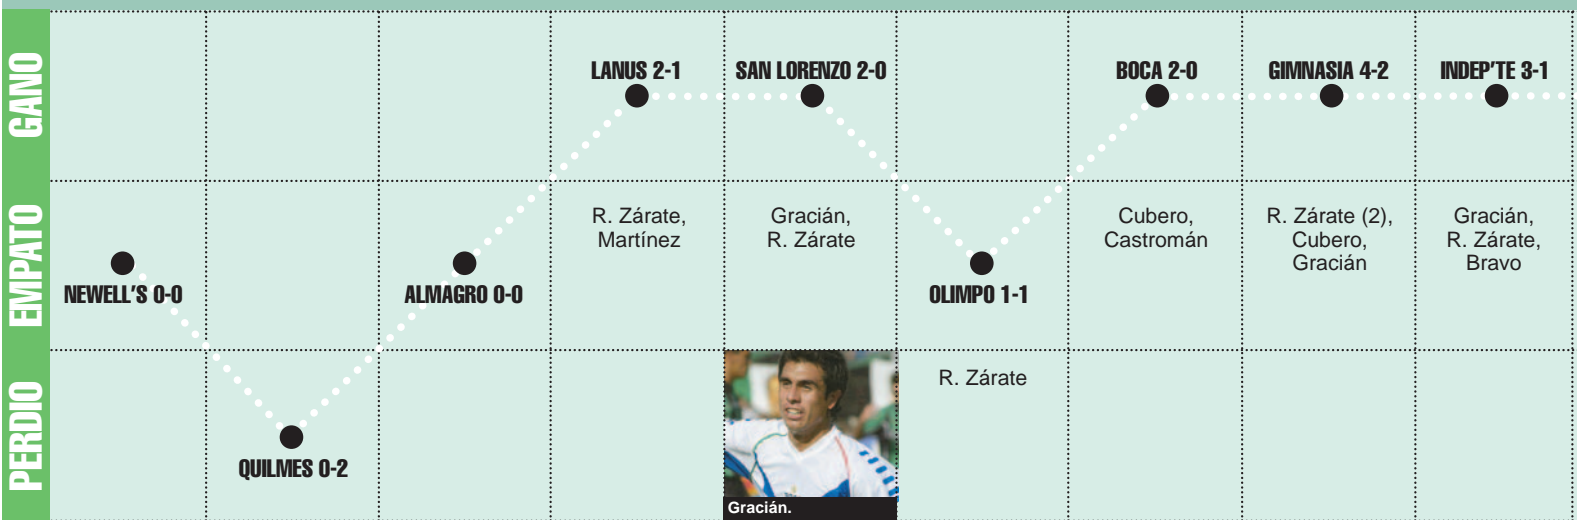 GANO
LANUS 2-1
SAN LORENZO 2-0
BOCA 2-0
GIMNASIA 4-2
INDEP'TE 3-1
EMPATO
R. Zárate,
Martínez
Gracián,
R. Zárate
Cubero,
Castromán
R. Zárate (2),
Cubero,
Gracián
Gracián,
R. Zárate,
Bravo
NEWELL'S 0-0
ALMAGRO 0-0
OLIMPO 1-1
PERDIO
R. Zárate
QUILMES 0-2
Gracián.